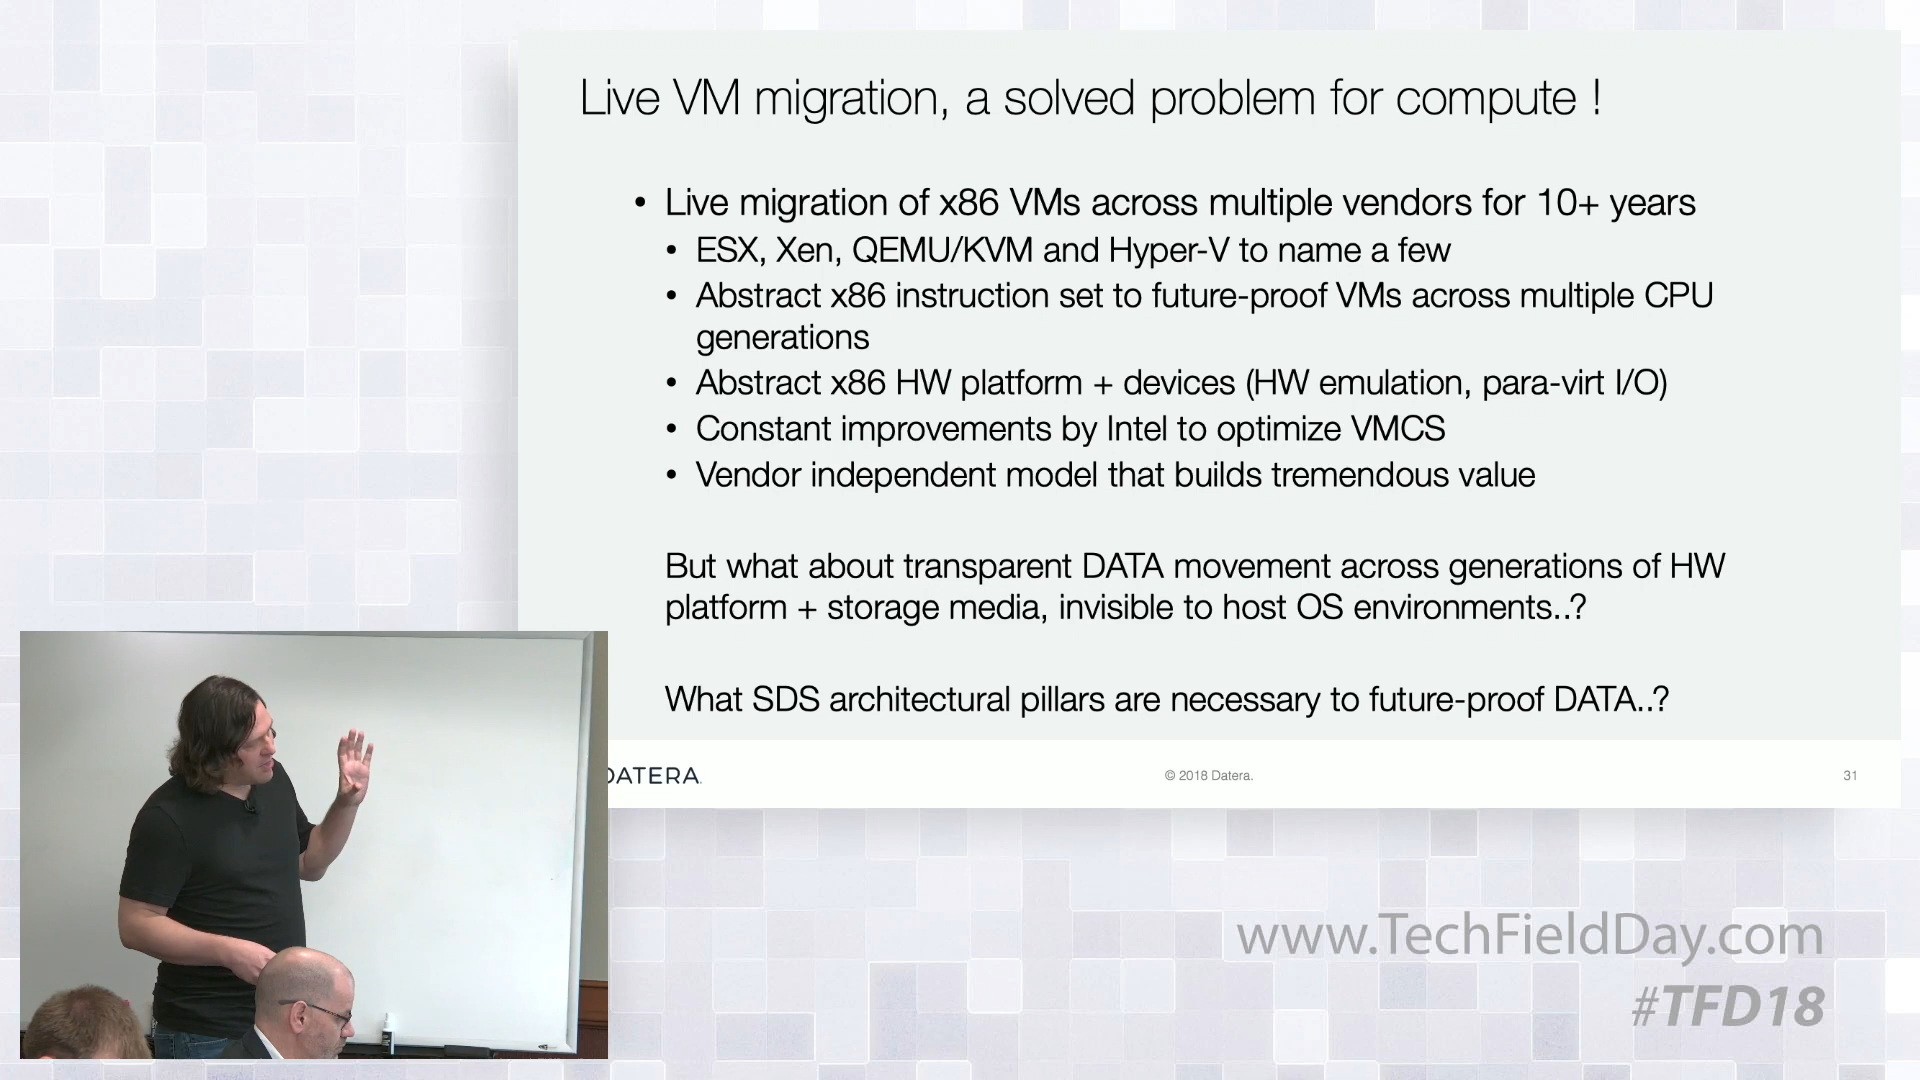 Live VM migration, a solved problem for compute !
• Live migration of x86 VMs across multiple vendors for 10+ years
• ESX, Xen, QEMU/KVM and Hyper-V to name a few
• Abstract x86 instruction set to future-proof VMs across multiple CPU
generations
• Abstract x86 HW platform + devices (HW emulation, para-virt I/O)
• Constant improvements by Intel to optimize VMCS
• Vendor independent model that builds tremendous value
But what about transparent DATA movement across generations of HW
platform + storage media, invisible to host OS environments..?
What SDS architectural pillars are necessary to future-proof DATA..?
DATERA.
© 2018 Datera.
31
www.TechFieldDay.com
#TFD18